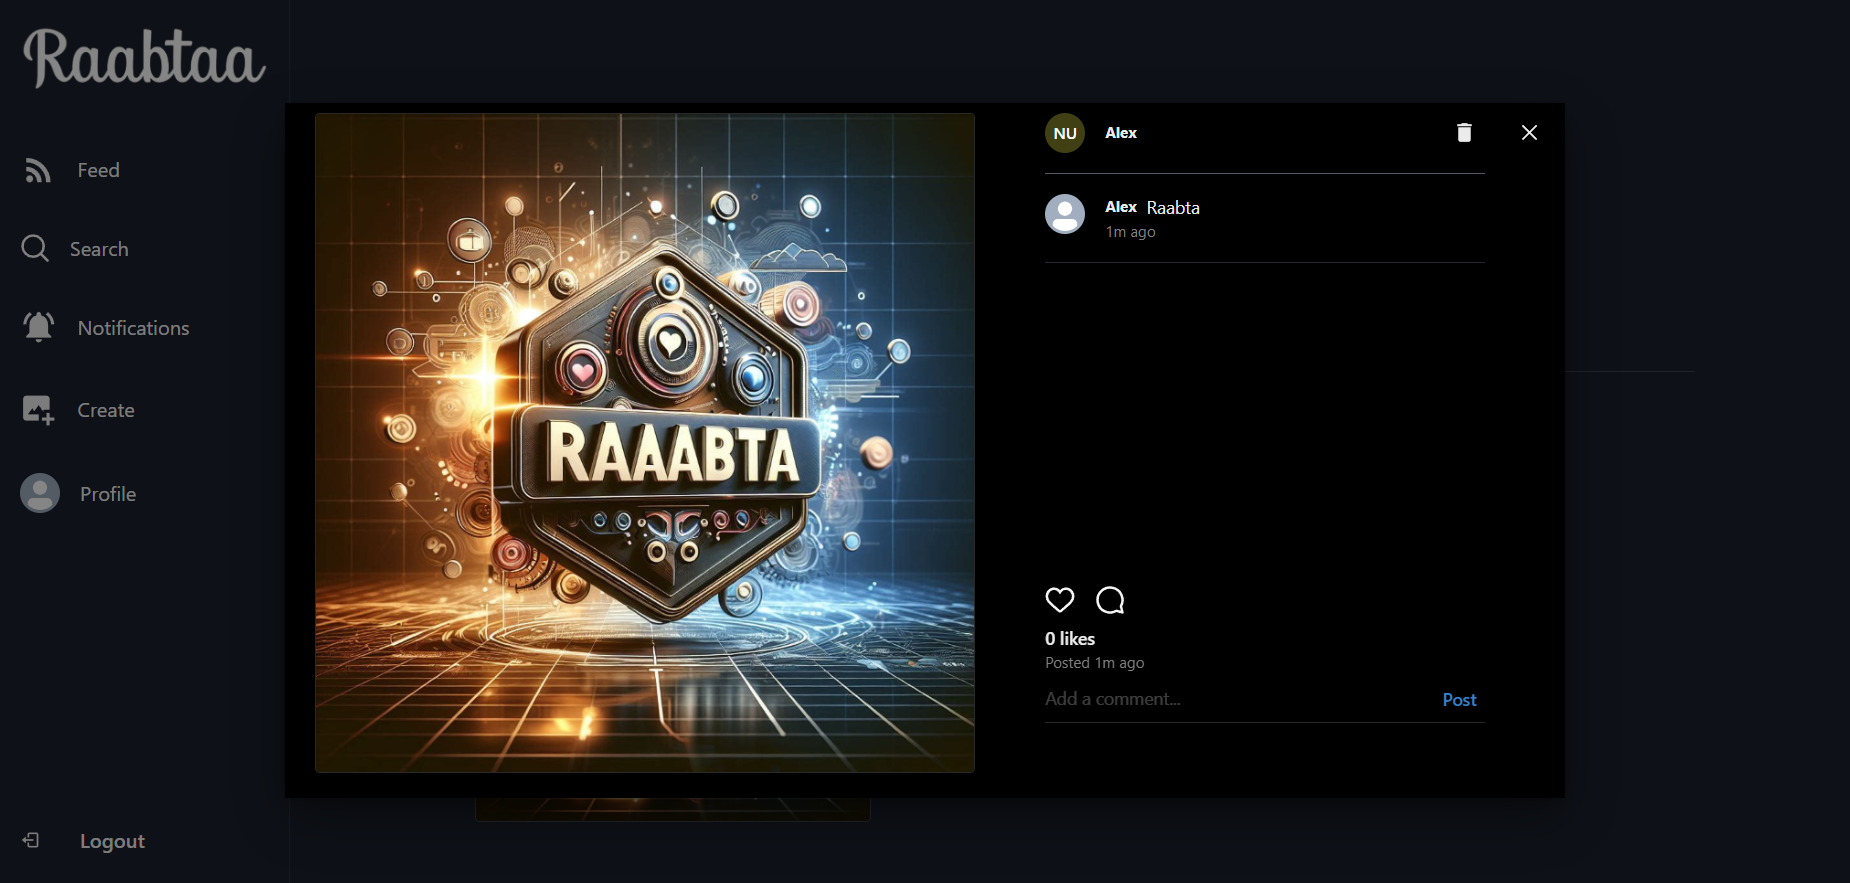 Raabtaa
Feed
Search
Notifications
Create
Profile
Logout
RAAABTA
NU Alex
Alex Raabta
1m ago
0 likes
Posted 1m ago
Add a comment...
Post